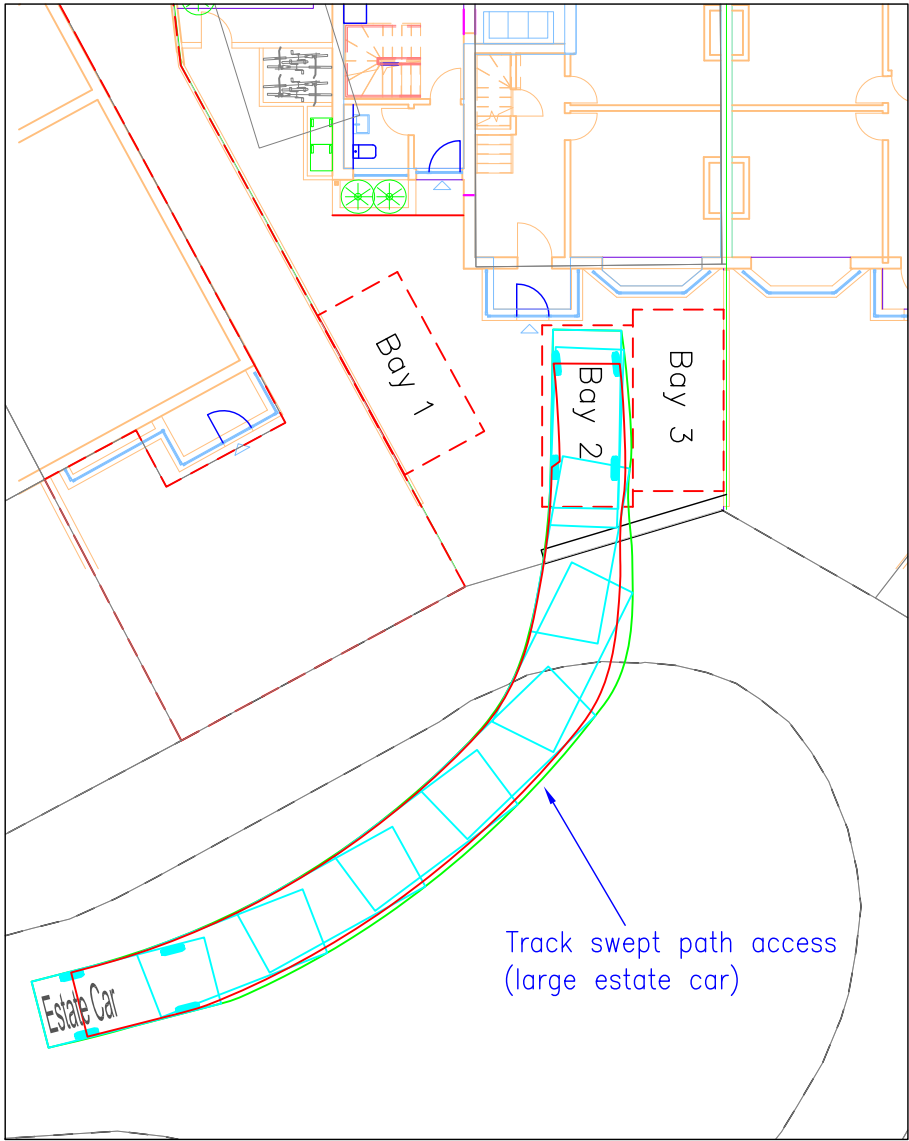 Bay 1
Bay 2
Bay 3
Track swept path access
(large estate car)
Estate Car